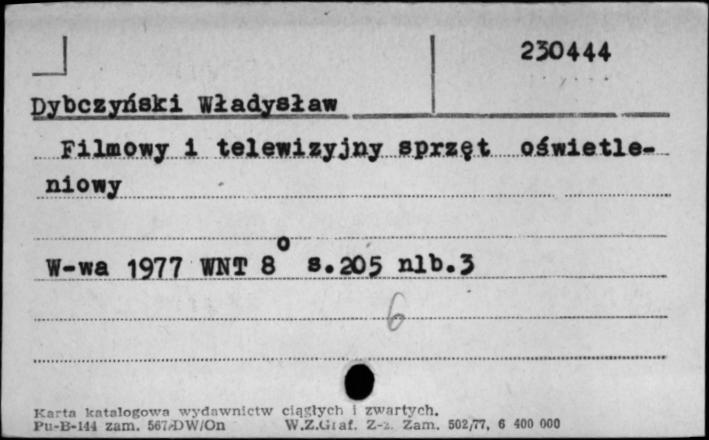 230444
Dybczyński Władysław
Filmowy i telewizyjny sprzęt oświetle-
niowy
W-wa 1977 WNT 8° s.205 nlb.3
6
Karta katalogowa wydawnictw ciągłych i zwartych.
Pu-B-144 zam. 567/DW/On W.Z.Graf. Z-2. Zam. 502/77, 6 400 000